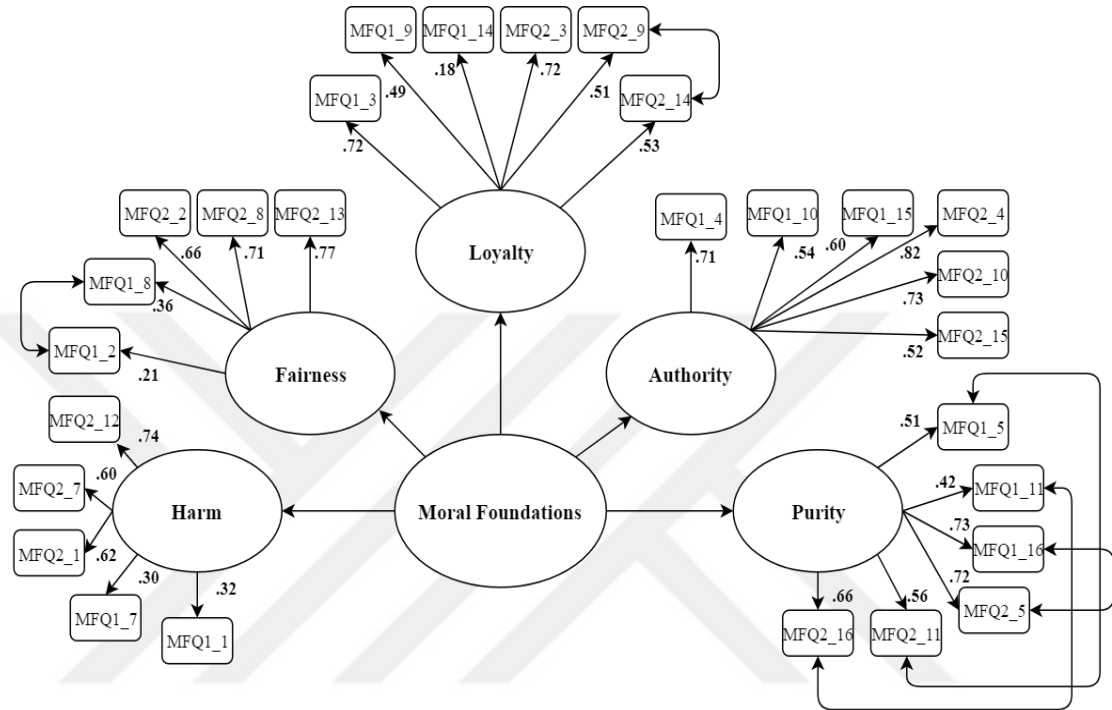 MFQ1_9 MFQ1_14 MFQ2_3 MFQ2_9
.49 .18 .72 .51
MFQ1_3 MFQ2_14
.72 .53
Loyalty
MFQ2_2 MFQ2_8 MFQ2_13
.66 .71 .77
MFQ1_8
.36
MFQ1_2
.21
Fairness
MFQ1_4 MFQ1_10 MFQ1_15 MFQ2_4
.71 .54 .60 .82
MFQ2_10
.73
MFQ2_15
.52
Authority
MFQ2_12
.74
MFQ2_7
.60
MFQ2_1
.62
MFQ1_7
.30
MFQ1_1
.32
Harm
Moral Foundations
Purity
.51
MFQ1_5
.42
MFQ1_11
.73
MFQ1_16
.72
MFQ2_5
.66 .56
MFQ2_16 MFQ2_11